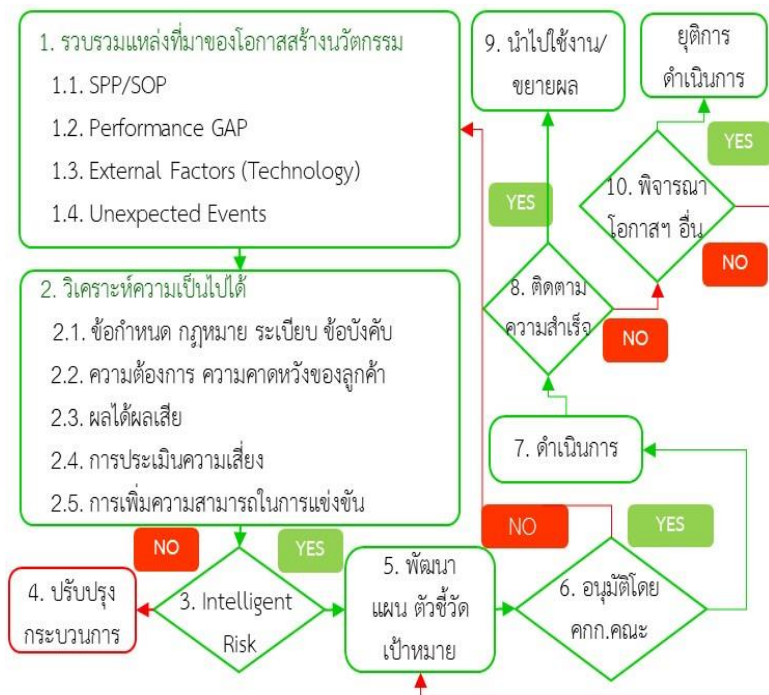 1. รวบรวมแหล่งที่มาของโอกาสสร้างนวัตกรรม
1.1. SPP/SOP
1.2. Performance GAP
1.3. External Factors (Technology)
1.4. Unexpected Events
2. วิเคราะห์ความเป็นไปได้
2.1. ข้อกำหนด กฎหมาย ระเบียบ ข้อบังคับ
2.2. ความต้องการ ความคาดหวังของลูกค้า
2.3. ผลได้ผลเสีย
2.4. การประเมินความเสี่ยง
2.5. การเพิ่มความสามารถในการแข่งขัน
NO
YES
3. Intelligent
Risk
4. ปรับปรุง
กระบวนการ
5. พัฒนา
แผน ตัวชี้วัด
เป้าหมาย
6. อนุมัติโดย
คกก.คณะ
NO
YES
7. ดำเนินการ
8. ติดตาม
ความสำเร็จ
YES
NO
9. นำไปใช้งาน/
ขยายผล
10. พิจารณา
โอกาสฯ อื่น
YES
NO
ยุติการ
ดำเนินการ